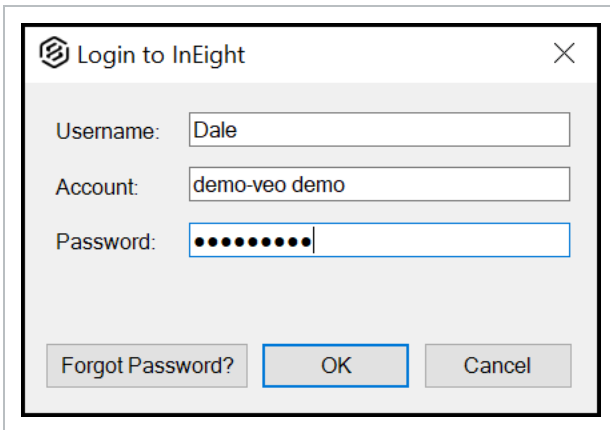 Login to InEight
Username: Dale
Account: demo-veo demo
Password: ●●●●●●●●●
Forgot Password? OK Cancel